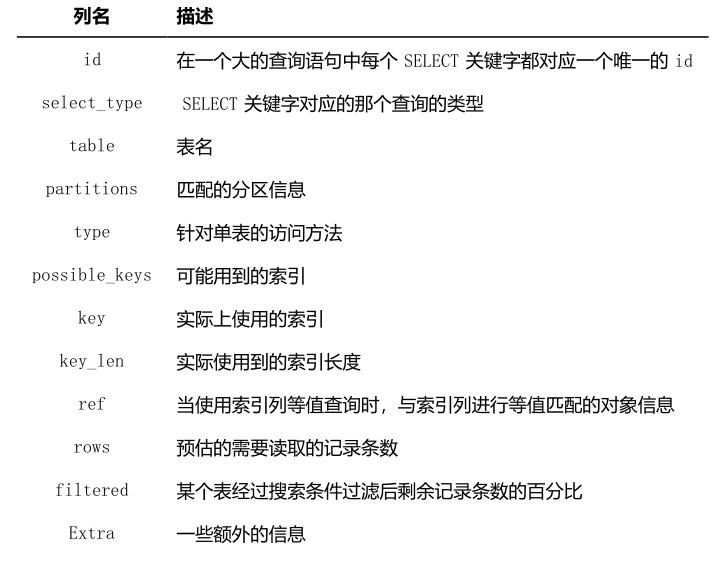 列名 描述
id 在一个大的查询语句中每个 SELECT 关键字都对应一个唯一的 id
select_type SELECT 关键字对应的那个查询的类型
table 表名
partitions 匹配的分区信息
type 针对单表的访问方法
possible_keys 可能用到的索引
key 实际上使用的索引
key_len 实际使用到的索引长度
ref 当使用索引列等值查询时，与索引列进行等值匹配的对象信息
rows 预估的需要读取的记录条数
filtered 某个表经过搜索条件过滤后剩余记录条数的百分比
Extra 一些额外的信息